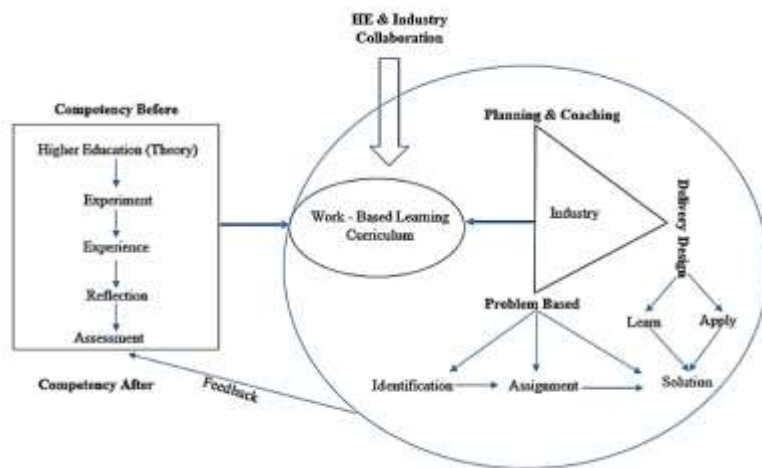 HE & Industry
Collaboration
Competency Before
Higher Education (Theory)
Experiment
Experience
Reflection
Assessment
Competency After
Feedback
Work - Based Learning
Curriculum
Planning & Coaching
Industry
Delivery Design
Problem Based
Learn
Apply
Identification
Assignment
Solution